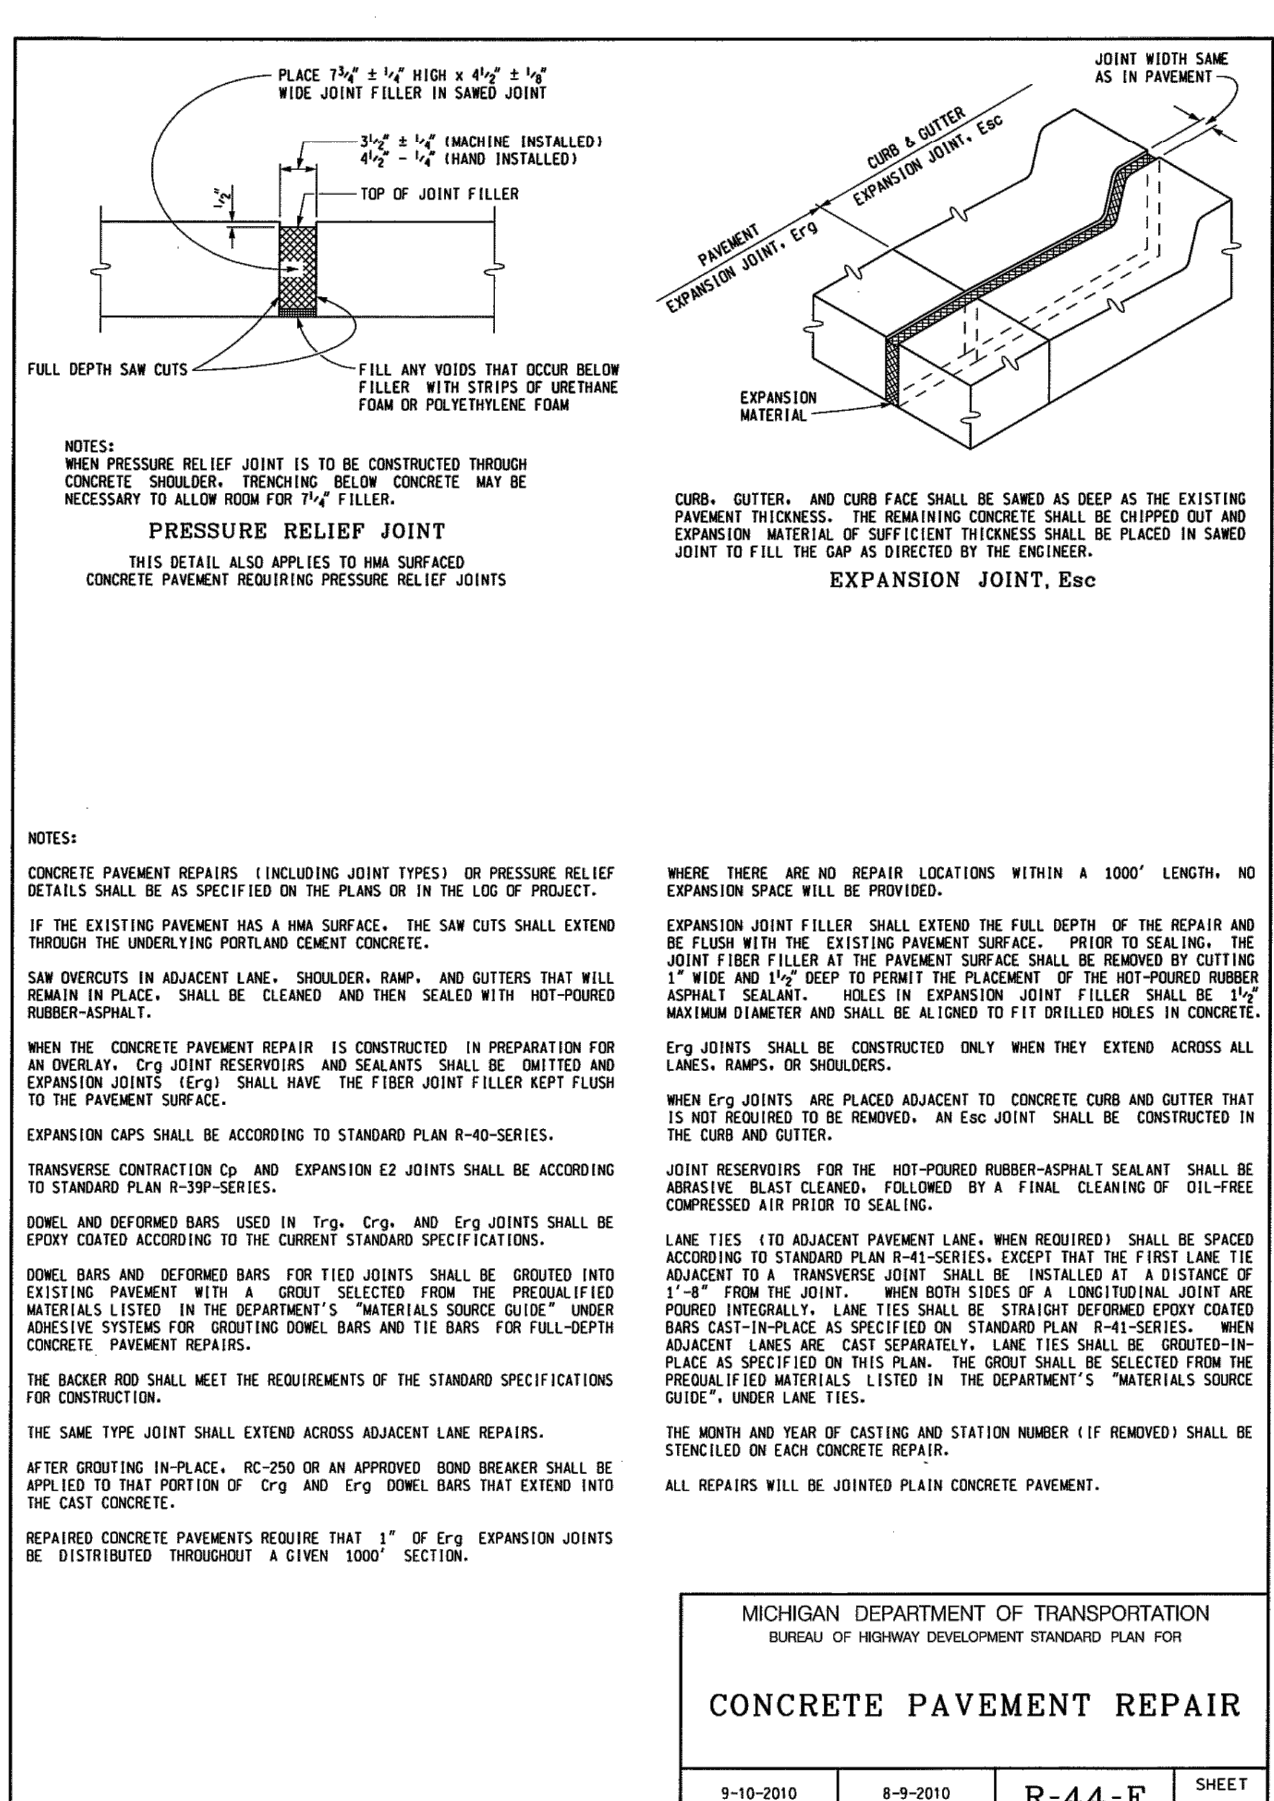 PLACE 7 3/4" ± 1/4" HIGH x 4 1/2" ± 1/8"
WIDE JOINT FILLER IN SAWED JOINT
3 1/2" ± 1/4" (MACHINE INSTALLED)
4 1/2" - 1/4" (HAND INSTALLED)
1/2"
TOP OF JOINT FILLER
FULL DEPTH SAW CUTS
FILL ANY VOIDS THAT OCCUR BELOW
FILLER WITH STRIPS OF URETHANE
FOAM OR POLYETHYLENE FOAM
NOTES:
WHEN PRESSURE RELIEF JOINT IS TO BE CONSTRUCTED THROUGH
CONCRETE SHOULDER, TRENCHING BELOW CONCRETE MAY BE
NECESSARY TO ALLOW ROOM FOR 7 1/4" FILLER.
PRESSURE RELIEF JOINT
THIS DETAIL ALSO APPLIES TO HMA SURFACED
CONCRETE PAVEMENT REQUIRING PRESSURE RELIEF JOINTS
JOINT WIDTH SAME
AS IN PAVEMENT
CURB & GUTTER
EXPANSION JOINT, Esc
PAVEMENT
EXPANSION JOINT, Erg
EXPANSION
MATERIAL
CURB, GUTTER, AND CURB FACE SHALL BE SAWED AS DEEP AS THE EXISTING
PAVEMENT THICKNESS. THE REMAINING CONCRETE SHALL BE CHIPPED OUT AND
EXPANSION MATERIAL OF SUFFICIENT THICKNESS SHALL BE PLACED IN SAWED
JOINT TO FILL THE GAP AS DIRECTED BY THE ENGINEER.
EXPANSION JOINT, Esc
NOTES:
CONCRETE PAVEMENT REPAIRS (INCLUDING JOINT TYPES) OR PRESSURE RELIEF
DETAILS SHALL BE AS SPECIFIED ON THE PLANS OR IN THE LOG OF PROJECT.
IF THE EXISTING PAVEMENT HAS A HMA SURFACE, THE SAW CUTS SHALL EXTEND
THROUGH THE UNDERLYING PORTLAND CEMENT CONCRETE.
SAW OVERCUTS IN ADJACENT LANE, SHOULDER, RAMP, AND GUTTERS THAT WILL
REMAIN IN PLACE, SHALL BE CLEANED AND THEN SEALED WITH HOT-POURED
RUBBER-ASPHALT.
WHEN THE CONCRETE PAVEMENT REPAIR IS CONSTRUCTED IN PREPARATION FOR
AN OVERLAY, Crg JOINT RESERVOIRS AND SEALANTS SHALL BE OMITTED AND
EXPANSION JOINTS (Erg) SHALL HAVE THE FIBER JOINT FILLER KEPT FLUSH
TO THE PAVEMENT SURFACE.
EXPANSION CAPS SHALL BE ACCORDING TO STANDARD PLAN R-40-SERIES.
TRANSVERSE CONTRACTION Cp AND EXPANSION E2 JOINTS SHALL BE ACCORDING
TO STANDARD PLAN R-39P-SERIES.
DOWEL AND DEFORMED BARS USED IN Trg, Crg, AND Erg JOINTS SHALL BE
EPOXY COATED ACCORDING TO THE CURRENT STANDARD SPECIFICATIONS.
DOWEL BARS AND DEFORMED BARS FOR TIED JOINTS SHALL BE GROUTED INTO
EXISTING PAVEMENT WITH A GROUT SELECTED FROM THE PREQUALIFIED
MATERIALS LISTED IN THE DEPARTMENT'S "MATERIALS SOURCE GUIDE" UNDER
ADHESIVE SYSTEMS FOR GROUTING DOWEL BARS AND TIE BARS FOR FULL-DEPTH
CONCRETE PAVEMENT REPAIRS.
THE BACKER ROD SHALL MEET THE REQUIREMENTS OF THE STANDARD SPECIFICATIONS
FOR CONSTRUCTION.
THE SAME TYPE JOINT SHALL EXTEND ACROSS ADJACENT LANE REPAIRS.
AFTER GROUTING IN-PLACE, RC-250 OR AN APPROVED BOND BREAKER SHALL BE
APPLIED TO THAT PORTION OF Crg AND Erg DOWEL BARS THAT EXTEND INTO
THE CAST CONCRETE.
REPAIRED CONCRETE PAVEMENTS REQUIRE THAT 1" OF Erg EXPANSION JOINTS
BE DISTRIBUTED THROUGHOUT A GIVEN 1000' SECTION.
WHERE THERE ARE NO REPAIR LOCATIONS WITHIN A 1000' LENGTH, NO
EXPANSION SPACE WILL BE PROVIDED.
EXPANSION JOINT FILLER SHALL EXTEND THE FULL DEPTH OF THE REPAIR AND
BE FLUSH WITH THE EXISTING PAVEMENT SURFACE. PRIOR TO SEALING, THE
JOINT FIBER FILLER AT THE PAVEMENT SURFACE SHALL BE REMOVED BY CUTTING
1" WIDE AND 1 1/2" DEEP TO PERMIT THE PLACEMENT OF THE HOT-POURED RUBBER
ASPHALT SEALANT. HOLES IN EXPANSION JOINT FILLER SHALL BE 1 1/2"
MAXIMUM DIAMETER AND SHALL BE ALIGNED TO FIT DRILLED HOLES IN CONCRETE.
Erg JOINTS SHALL BE CONSTRUCTED ONLY WHEN THEY EXTEND ACROSS ALL
LANES, RAMPS, OR SHOULDERS.
WHEN Erg JOINTS ARE PLACED ADJACENT TO CONCRETE CURB AND GUTTER THAT
IS NOT REQUIRED TO BE REMOVED, AN Esc JOINT SHALL BE CONSTRUCTED IN
THE CURB AND GUTTER.
JOINT RESERVOIRS FOR THE HOT-POURED RUBBER-ASPHALT SEALANT SHALL BE
ABRASIVE BLAST CLEANED, FOLLOWED BY A FINAL CLEANING OF OIL-FREE
COMPRESSED AIR PRIOR TO SEALING.
LANE TIES (TO ADJACENT PAVEMENT LANE, WHEN REQUIRED) SHALL BE SPACED
ACCORDING TO STANDARD PLAN R-41-SERIES, EXCEPT THAT THE FIRST LANE TIE
ADJACENT TO A TRANSVERSE JOINT SHALL BE INSTALLED AT A DISTANCE OF
1'-8" FROM THE JOINT. WHEN BOTH SIDES OF A LONGITUDINAL JOINT ARE
POURED INTEGRALLY, LANE TIES SHALL BE STRAIGHT DEFORMED EPOXY COATED
BARS CAST-IN-PLACE AS SPECIFIED ON STANDARD PLAN R-41-SERIES. WHEN
ADJACENT LANES ARE CAST SEPARATELY, LANE TIES SHALL BE GROUTED-IN-
PLACE AS SPECIFIED ON THIS PLAN. THE GROUT SHALL BE SELECTED FROM THE
PREQUALIFIED MATERIALS LISTED IN THE DEPARTMENT'S "MATERIALS SOURCE
GUIDE", UNDER LANE TIES.
THE MONTH AND YEAR OF CASTING AND STATION NUMBER (IF REMOVED) SHALL BE
STENCILED ON EACH CONCRETE REPAIR.
ALL REPAIRS WILL BE JOINTED PLAIN CONCRETE PAVEMENT.
MICHIGAN DEPARTMENT OF TRANSPORTATION
BUREAU OF HIGHWAY DEVELOPMENT STANDARD PLAN FOR
CONCRETE PAVEMENT REPAIR
9-10-2010
8-9-2010
R-44-F
SHEET